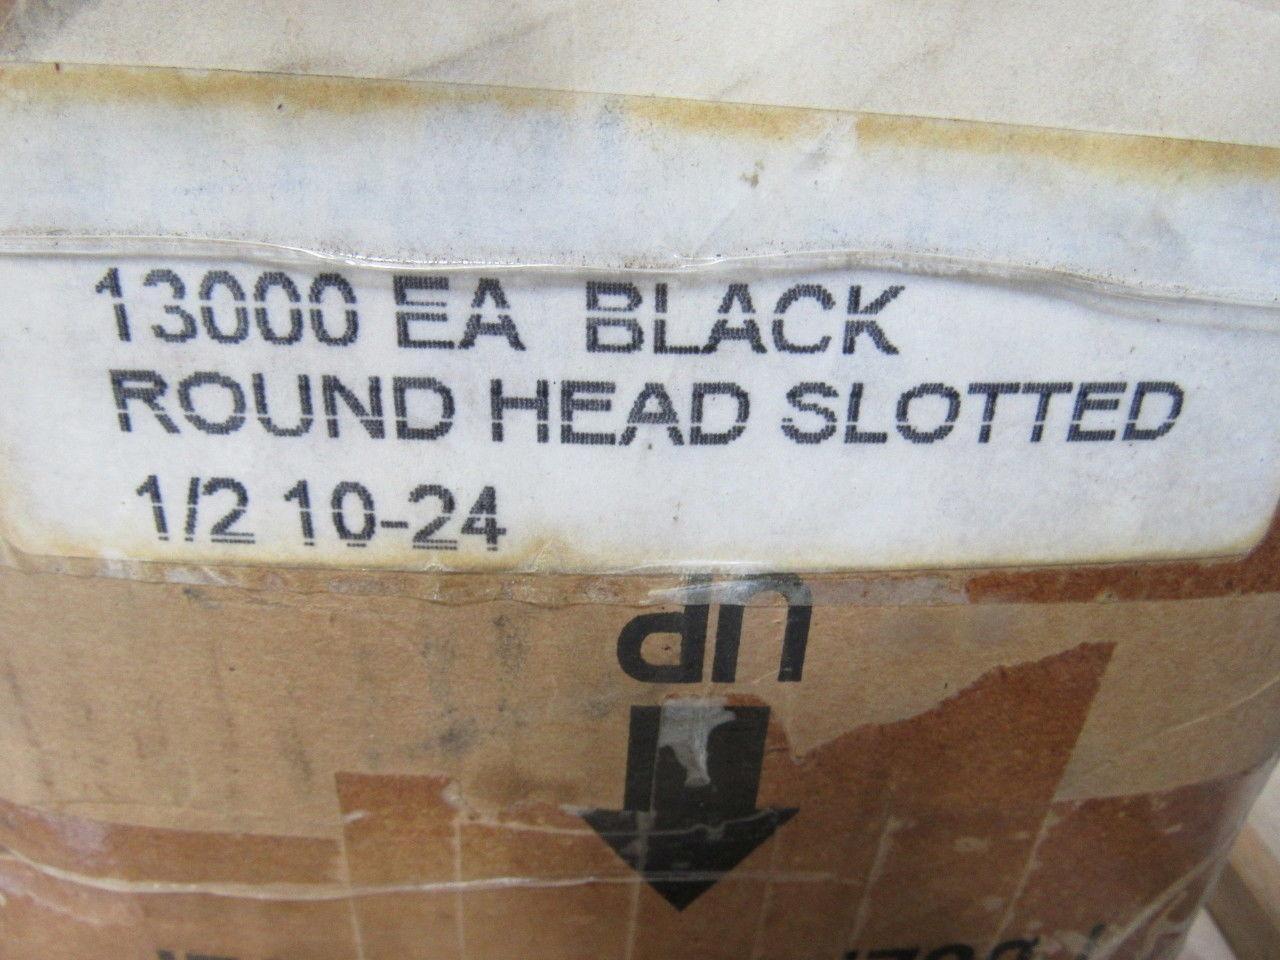 13000 EA BLACK
ROUND HEAD SLOTTED
1/2 10-24
UP